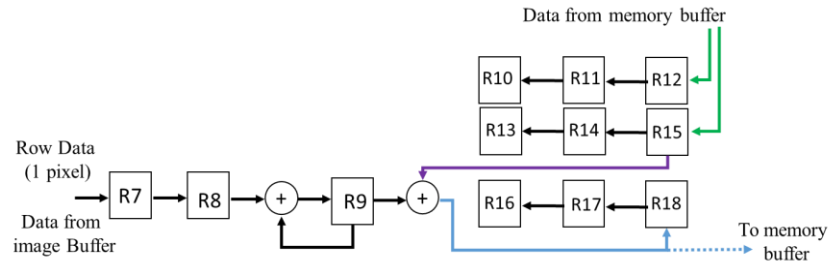 Data from memory buffer
R10 R11 R12
R13 R14 R15
Row Data
(1 pixel)
R7 R8 + R9 +
R16 R17 R18
Data from
image Buffer
To memory
buffer